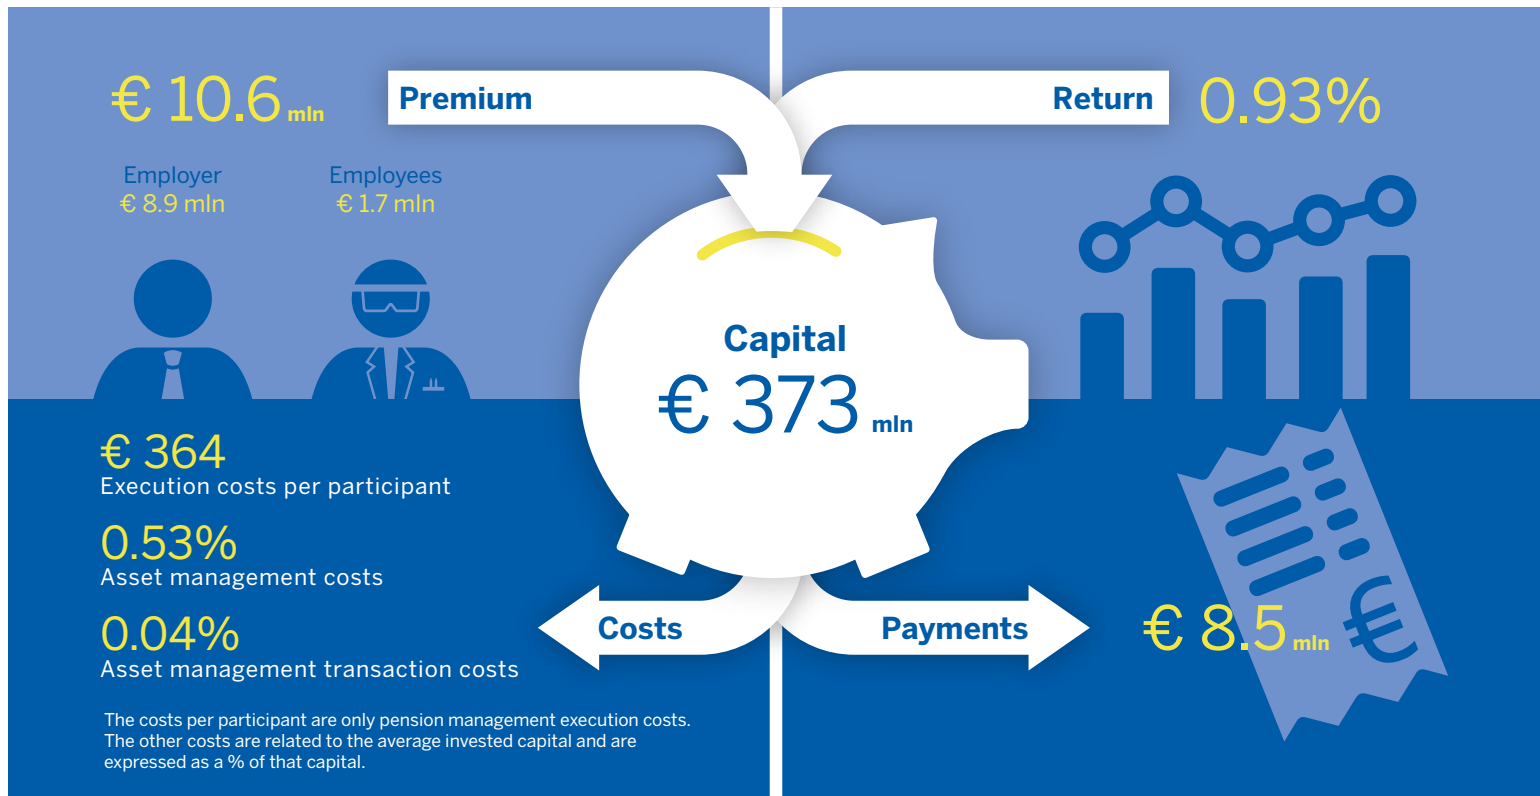 € 10.6 mln
Premium
Return
0.93%
Employer
€ 8.9 mln
Employees
€ 1.7 mln
Capital
€ 373 mln
€ 364
Execution costs per participant
0.53%
Asset management costs
0.04%
Asset management transaction costs
Costs
Payments
€ 8.5 mln
€
The costs per participant are only pension management execution costs.
The other costs are related to the average invested capital and are
expressed as a % of that capital.